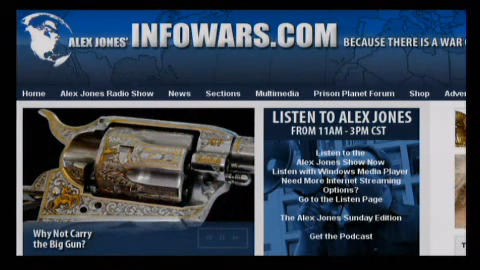 ALEX JONES' INFOWARS.COM BECAUSE THERE IS A WAR
Home Alex Jones Radio Show News Sections Multimedia Prison Planet Forum Shop
LISTEN TO ALEX JONES
FROM 11AM - 3PM CST
Listen to the
Alex Jones Show Now
Listen with Windows Media Player
Need More Internet Streaming
Options?
Go to the Listen Page
The Alex Jones Sunday Edition
Get the Podcast
Why Not Carry
the Big Gun?